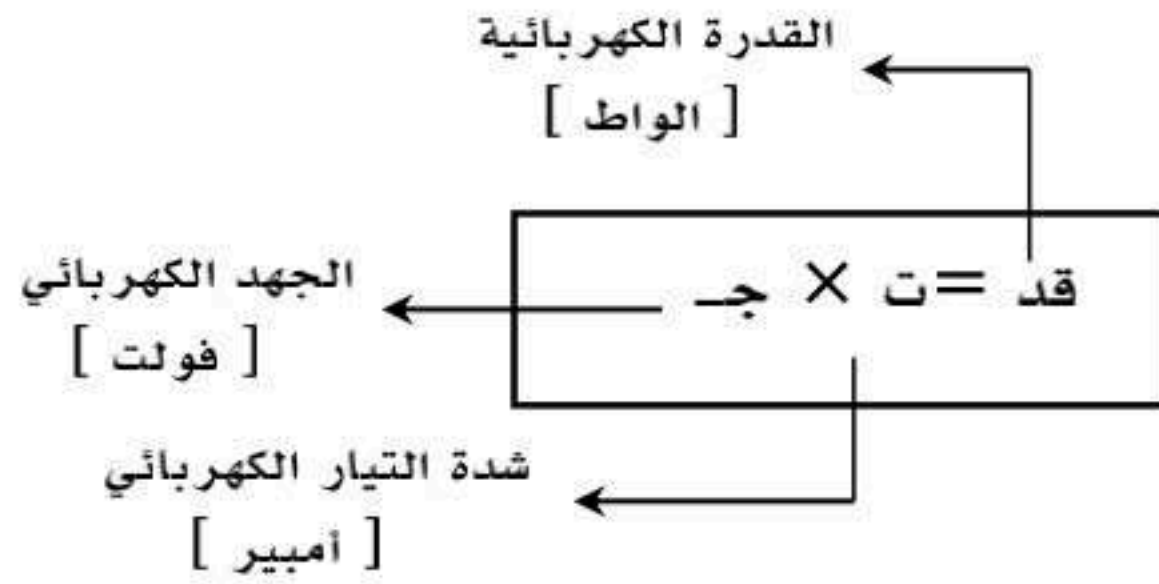 القدرة الكهربائية
[ الواط ]
قد = ت × جـ
الجهد الكهربائي
[ فولت ]
شدة التيار الكهربائي
[ أمبير ]